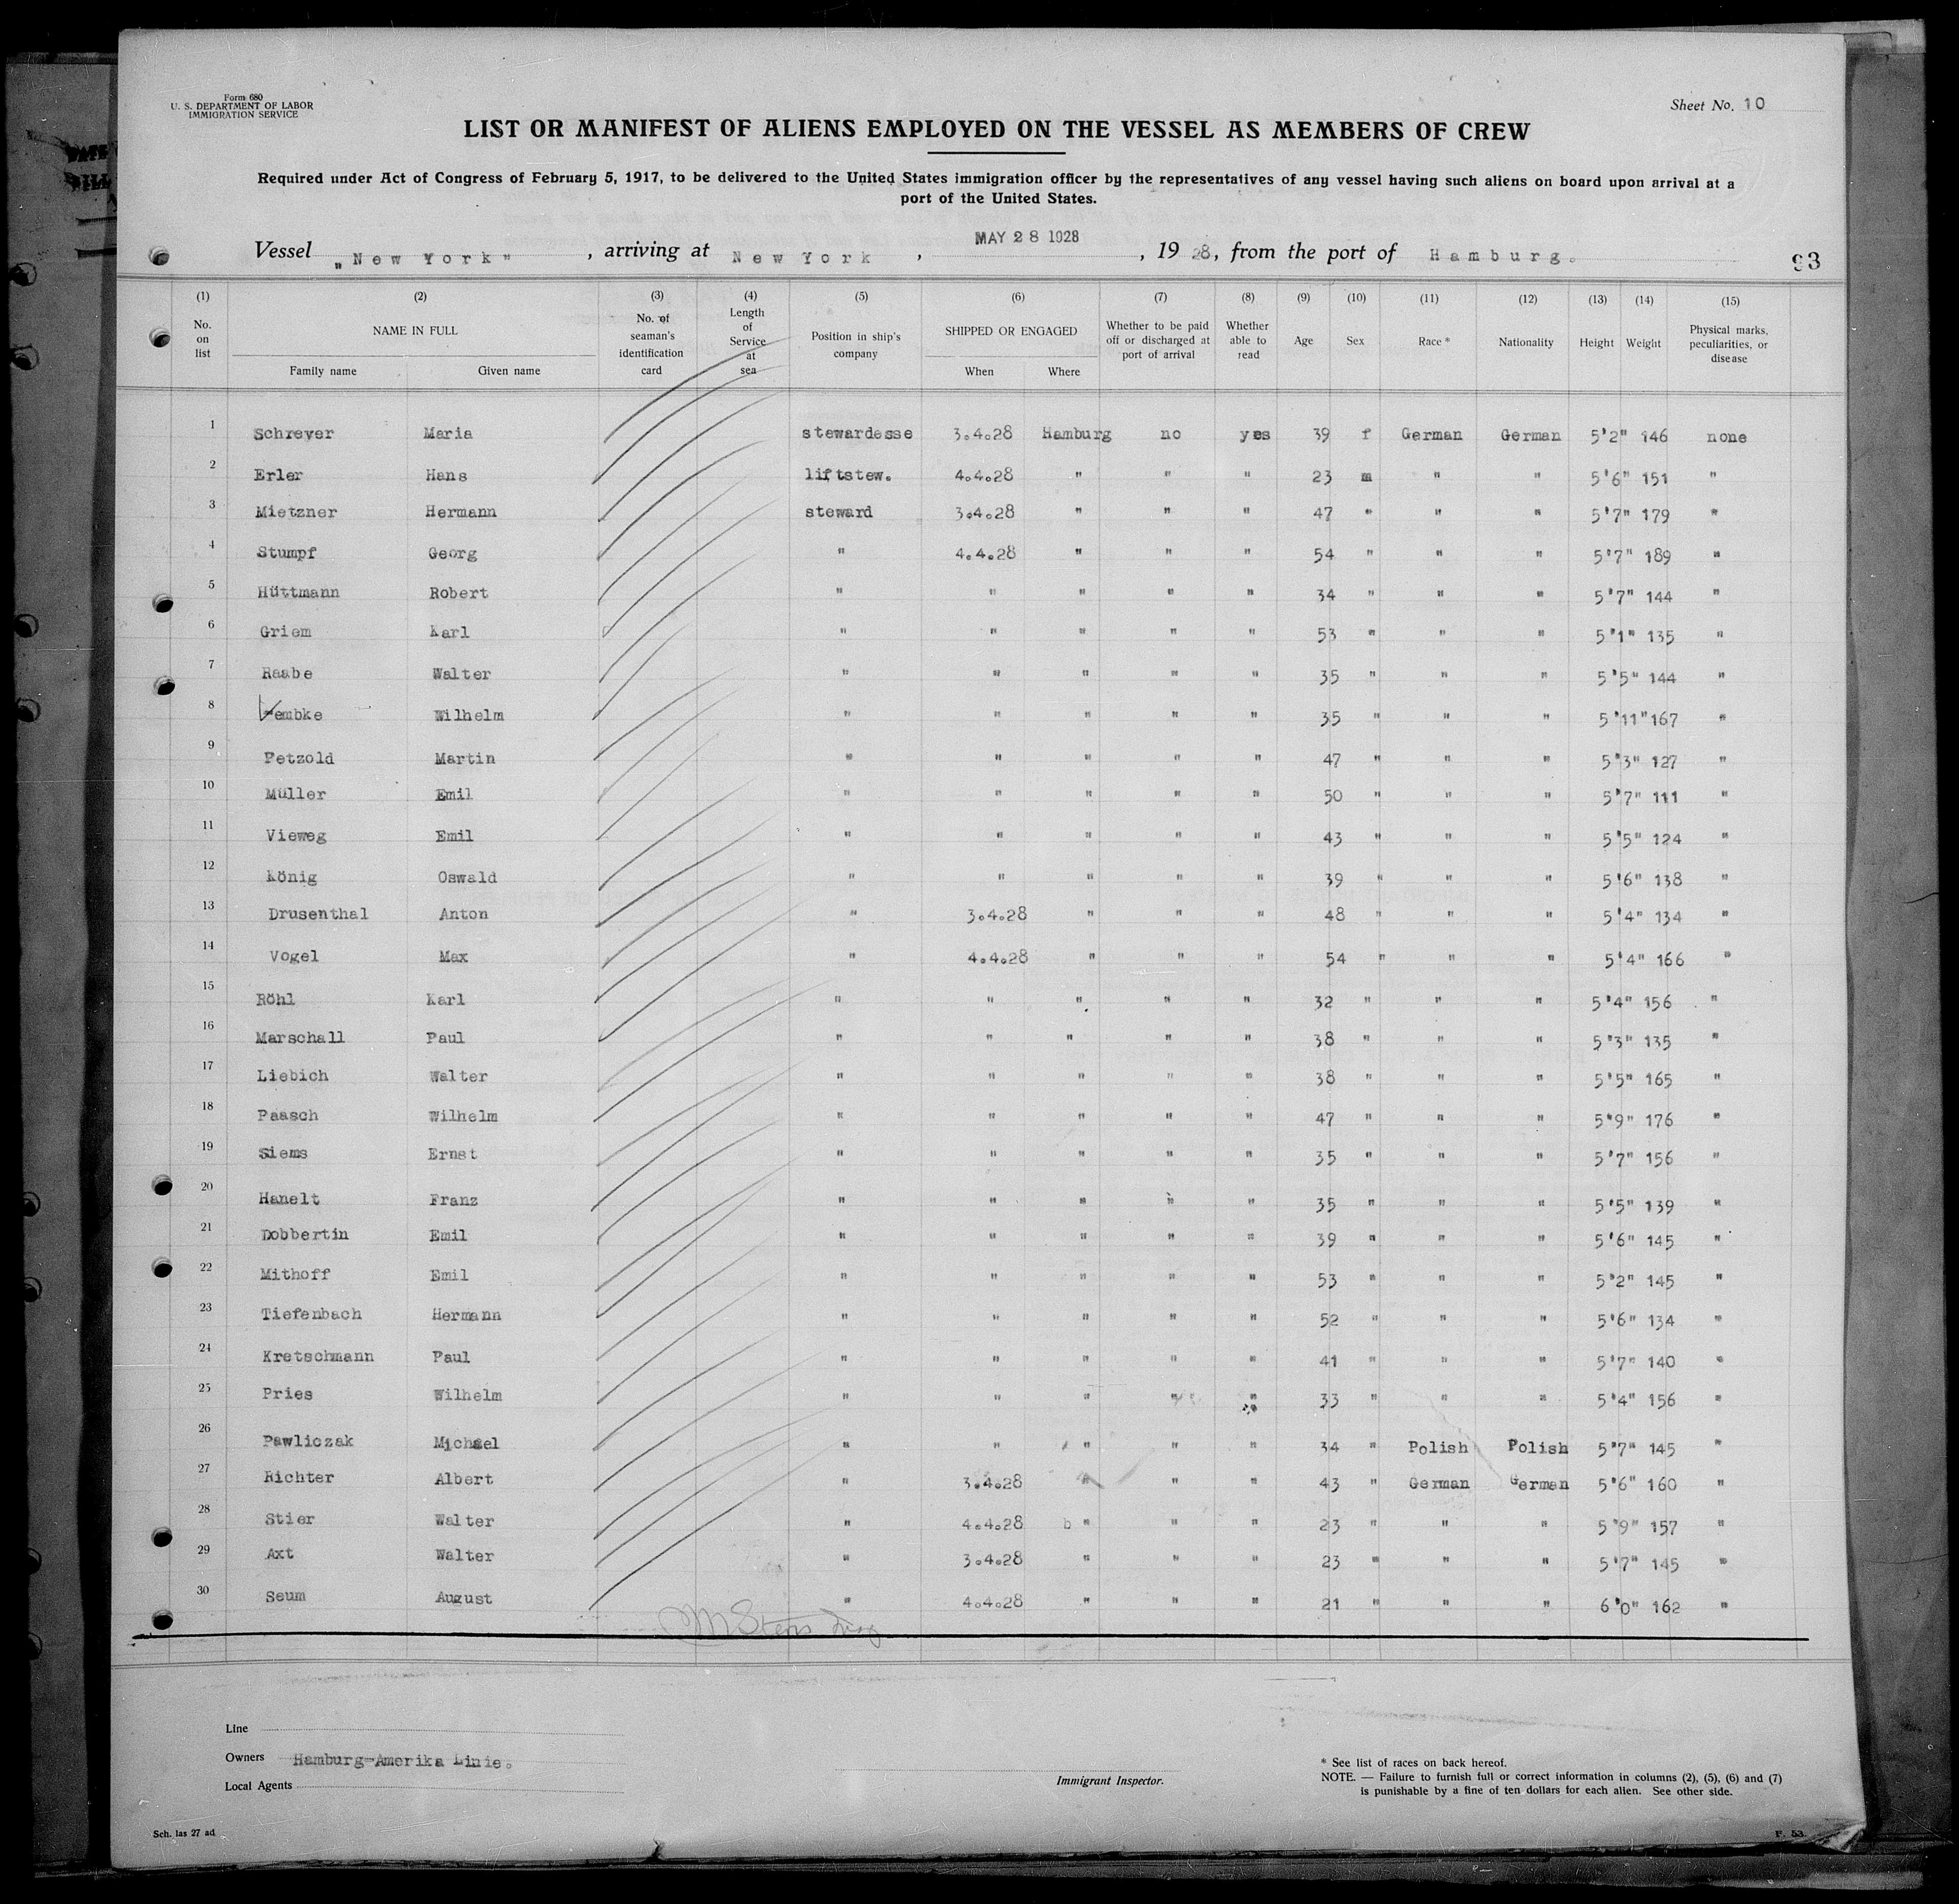 Form 680
U. S. DEPARTMENT OF LABOR
IMMIGRATION SERVICE
Sheet No. 10
LIST OR MANIFEST OF ALIENS EMPLOYED ON THE VESSEL AS MEMBERS OF CREW
Required under Act of Congress of February 5, 1917, to be delivered to the United States immigration officer by the representatives of any vessel having such aliens on board upon arrival at a
port of the United States.
MAY 28 1928
Vessel „New York", arriving at New York, , 19 28, from the port of Hamburg.
93
(1) (2) (3) (4) (5) (6) (7) (8) (9) (10) (11) (12) (13) (14) (15)
No. on list
NAME IN FULL
Family name Given name
No. of seaman's identification card
Length of Service at sea
Position in ship's company
SHIPPED OR ENGAGED
When Where
Whether to be paid off or discharged at port of arrival
Whether able to read
Age Sex Race * Nationality Height Weight
Physical marks, peculiarities, or disease
1 Schreyer Maria stewardesse 3.4.28 Hamburg no yes 39 f German German 5'2" 146 none
2 Erler Hans liftstew. 4.4.28 " " " 23 m " " 5'6" 151 "
3 Mietzner Hermann steward 3.4.28 " " " 47 " " " 5'7" 179 "
4 Stumpf Georg " 4.4.28 " " " 54 " " " 5'7" 189 "
5 Hüttmann Robert " " " " " 34 " " " 5'7" 144 "
6 Griem Karl " " " " " 53 " " " 5'1" 135 "
7 Raabe Walter " " " " " 35 " " " 5'5" 144 "
8 Wilhelm " " " " " 35 " " " 5'11" 167 "
9 Petzold Martin " " " " " 47 " " " 5'3" 127 "
10 Müller Emil " " " " " 50 " " " 5'7" 111 "
11 Vieweg Emil " " " " " 43 " " " 5'5" 124 "
12 König Oswald " " " " " 39 " " " 5'6" 138 "
13 Drusenthal Anton " 3.4.28 " " " 48 " " " 5'4" 134 "
14 Vogel Max " 4.4.28 " " " 54 " " " 5'4" 166 "
15 Röhl Karl " " " " " 32 " " " 5'4" 156 "
16 Marschall Paul " " " " " 38 " " " 5'3" 135 "
17 Liebich Walter " " " " " 38 " " " 5'5" 165 "
18 Paasch Wilhelm " " " " " 47 " " " 5'9" 176 "
19 Siems Ernst " " " " " 35 " " " 5'7" 156 "
20 Hanelt Franz " " " " " 35 " " " 5'5" 139 "
21 Dobbertin Emil " " " " " 39 " " " 5'6" 145 "
22 Mithoff Emil " " " " " 53 " " " 5'2" 145 "
23 Tiefenbach Hermann " " " " " 52 " " " 5'6" 134 "
24 Kretschmann Paul " " " " " 41 " " " 5'7" 140 "
25 Pries Wilhelm " " " " " 33 " " " 5'4" 156 "
26 Pawliczak Michael " " " " " 34 " Polish Polish 5'7" 145 "
27 Richter Albert " 3.4.28 " " " 43 " German German 5'6" 160 "
28 Stier Walter " 4.4.28 b " " " 23 " " " 5'9" 157 "
29 Axt Walter " 3.4.28 " " " 23 " " " 5'7" 145 "
30 Seum August " 4.4.28 " " " 21 " " " 6'0" 162 "
Line
Owners Hamburg-Amerika Linie.
Local Agents
Immigrant Inspector.
* See list of races on back hereof.
NOTE. — Failure to furnish full or correct information in columns (2), (5), (6) and (7)
is punishable by a fine of ten dollars for each alien. See other side.
Sch. las 27 ad
F. 53